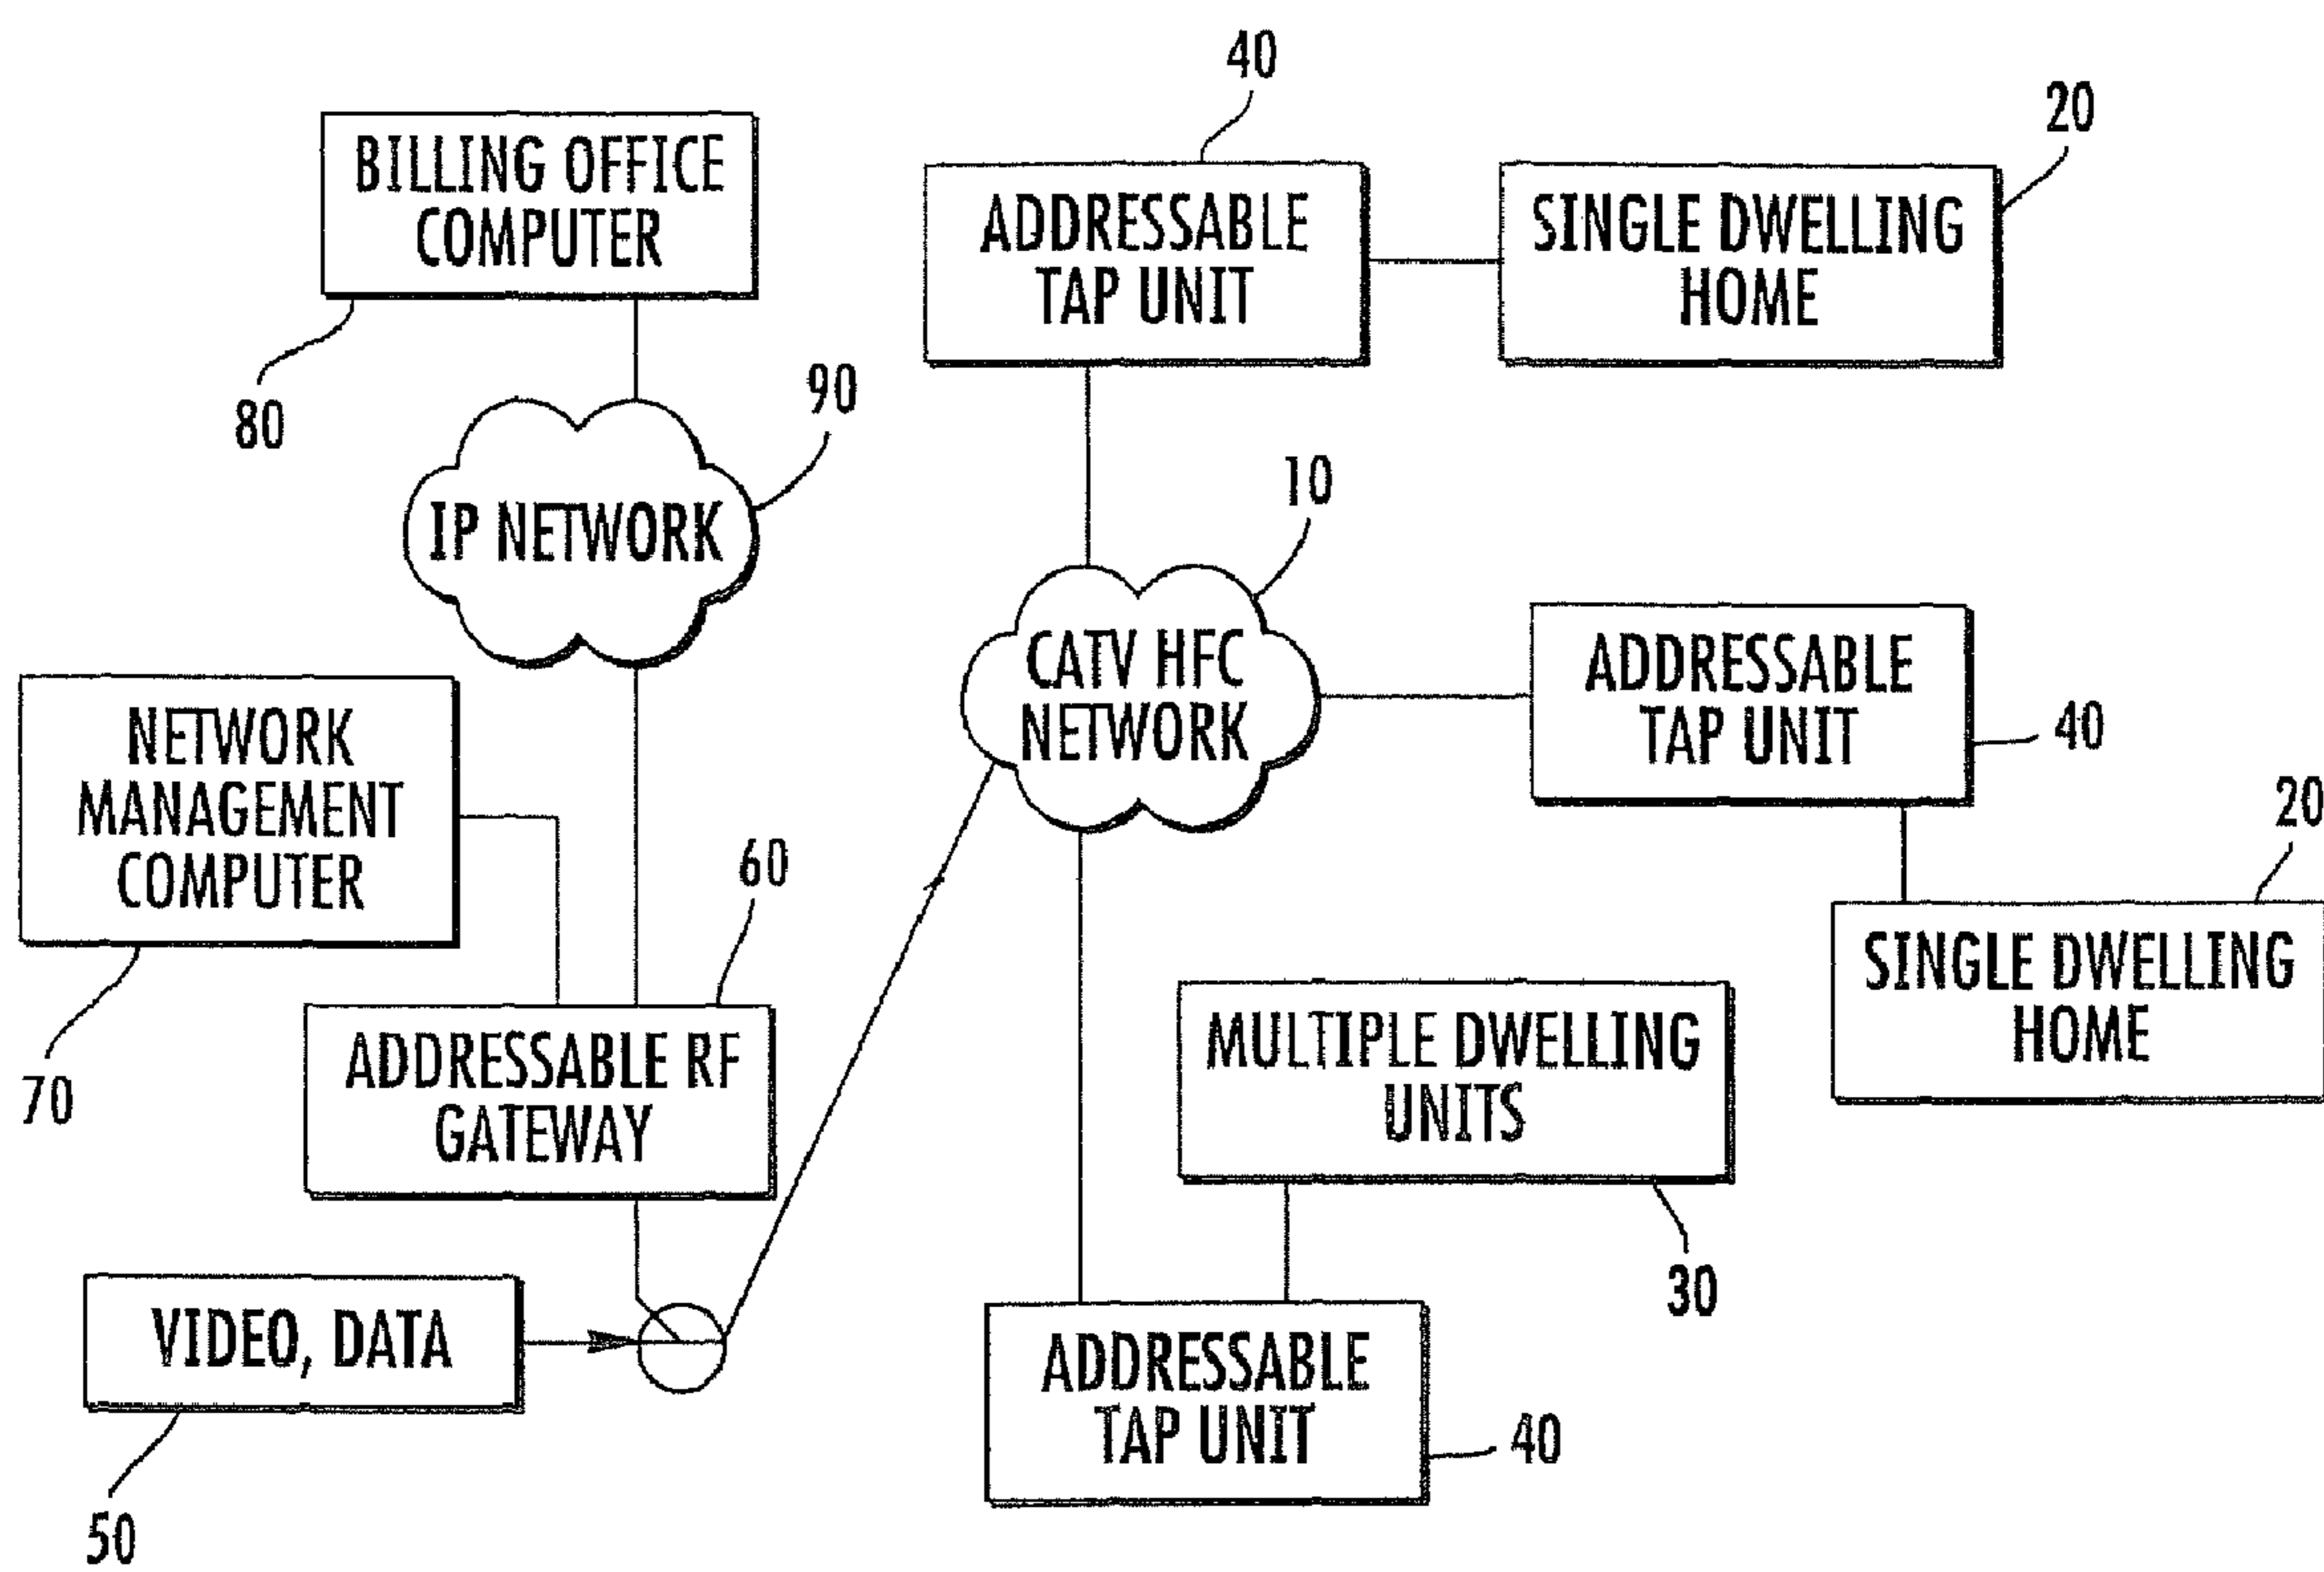 40
20
BILLING OFFICE
COMPUTER
ADDRESSABLE
TAP UNIT
SINGLE DWELLING
HOME
80
90
IP NETWORK
10
CATV HFC
NETWORK
ADDRESSABLE
TAP UNIT
40
NETWORK
MANAGEMENT
COMPUTER
60
20
SINGLE DWELLING
HOME
70
ADDRESSABLE RF
GATEWAY
MULTIPLE DWELLING
UNITS
30
VIDEO, DATA
ADDRESSABLE
TAP UNIT
40
50